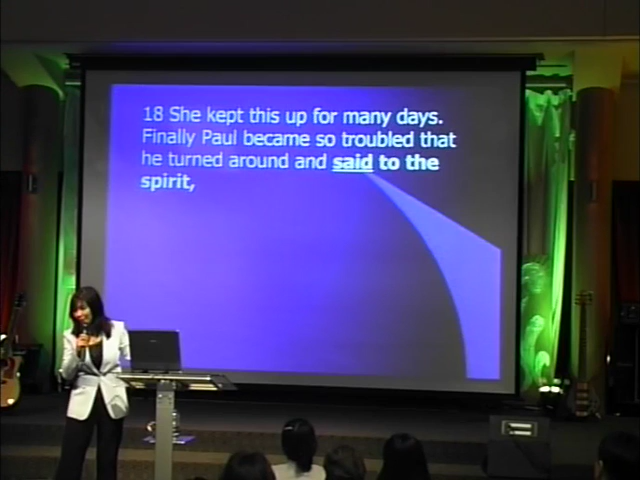 18 She kept this up for many days.
Finally Paul became so troubled that
he turned around and said to the
spirit,